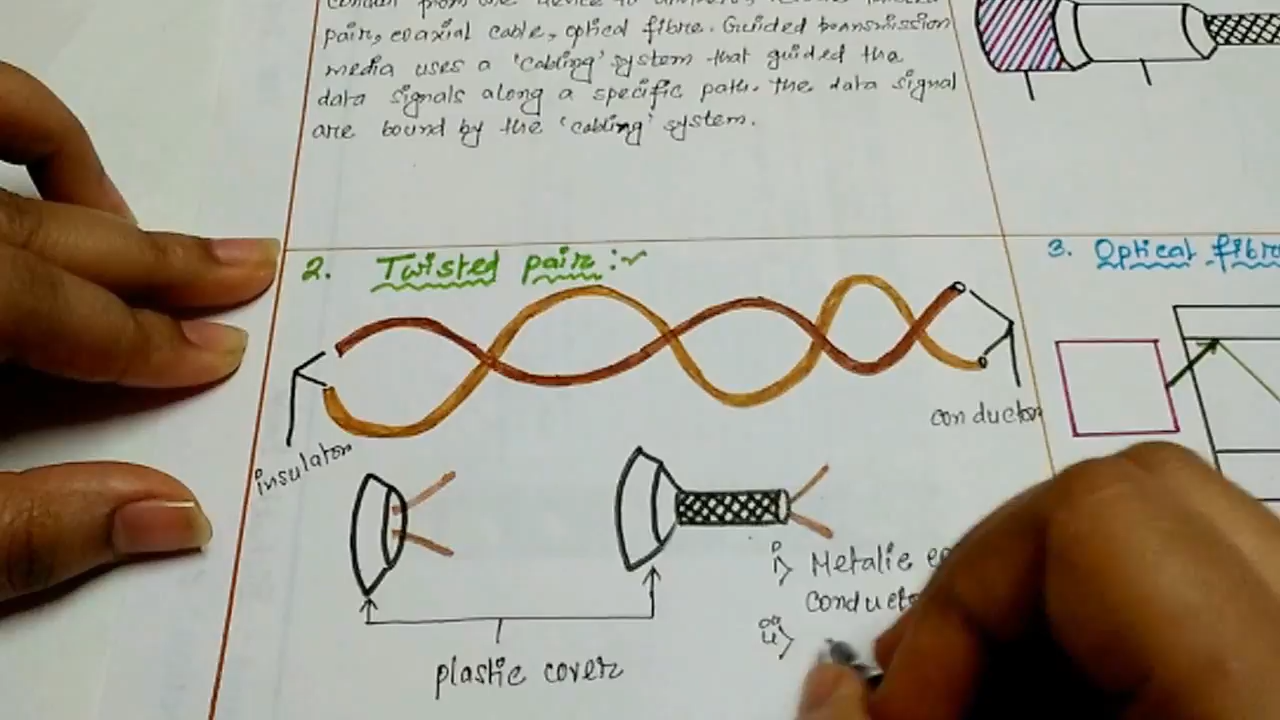 pair, coaxial cable, optical fibre. Guided transmission
media uses a 'cabling' system that guided the
data signals along a specific path. The data signal
are bound by the 'cabling' system.
2. Twisted pair:~
3. Optical fibre
conductor
insulator
i> Metalic
conducto
ii>
plastic cover